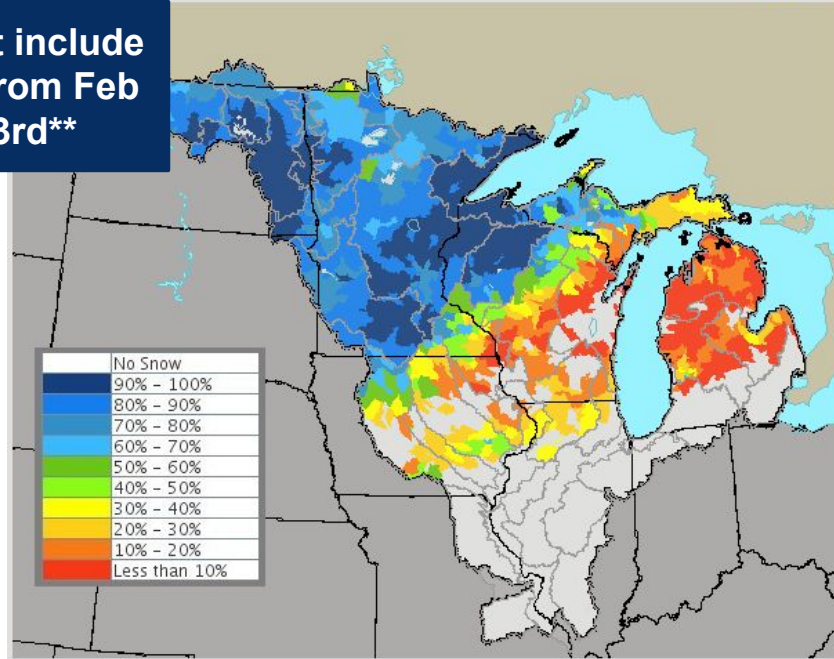 t include
rom Feb
3rd**
No Snow
90% - 100%
80% - 90%
70% - 80%
60% - 70%
50% - 60%
40% - 50%
30% - 40%
20% - 30%
10% - 20%
Less than 10%